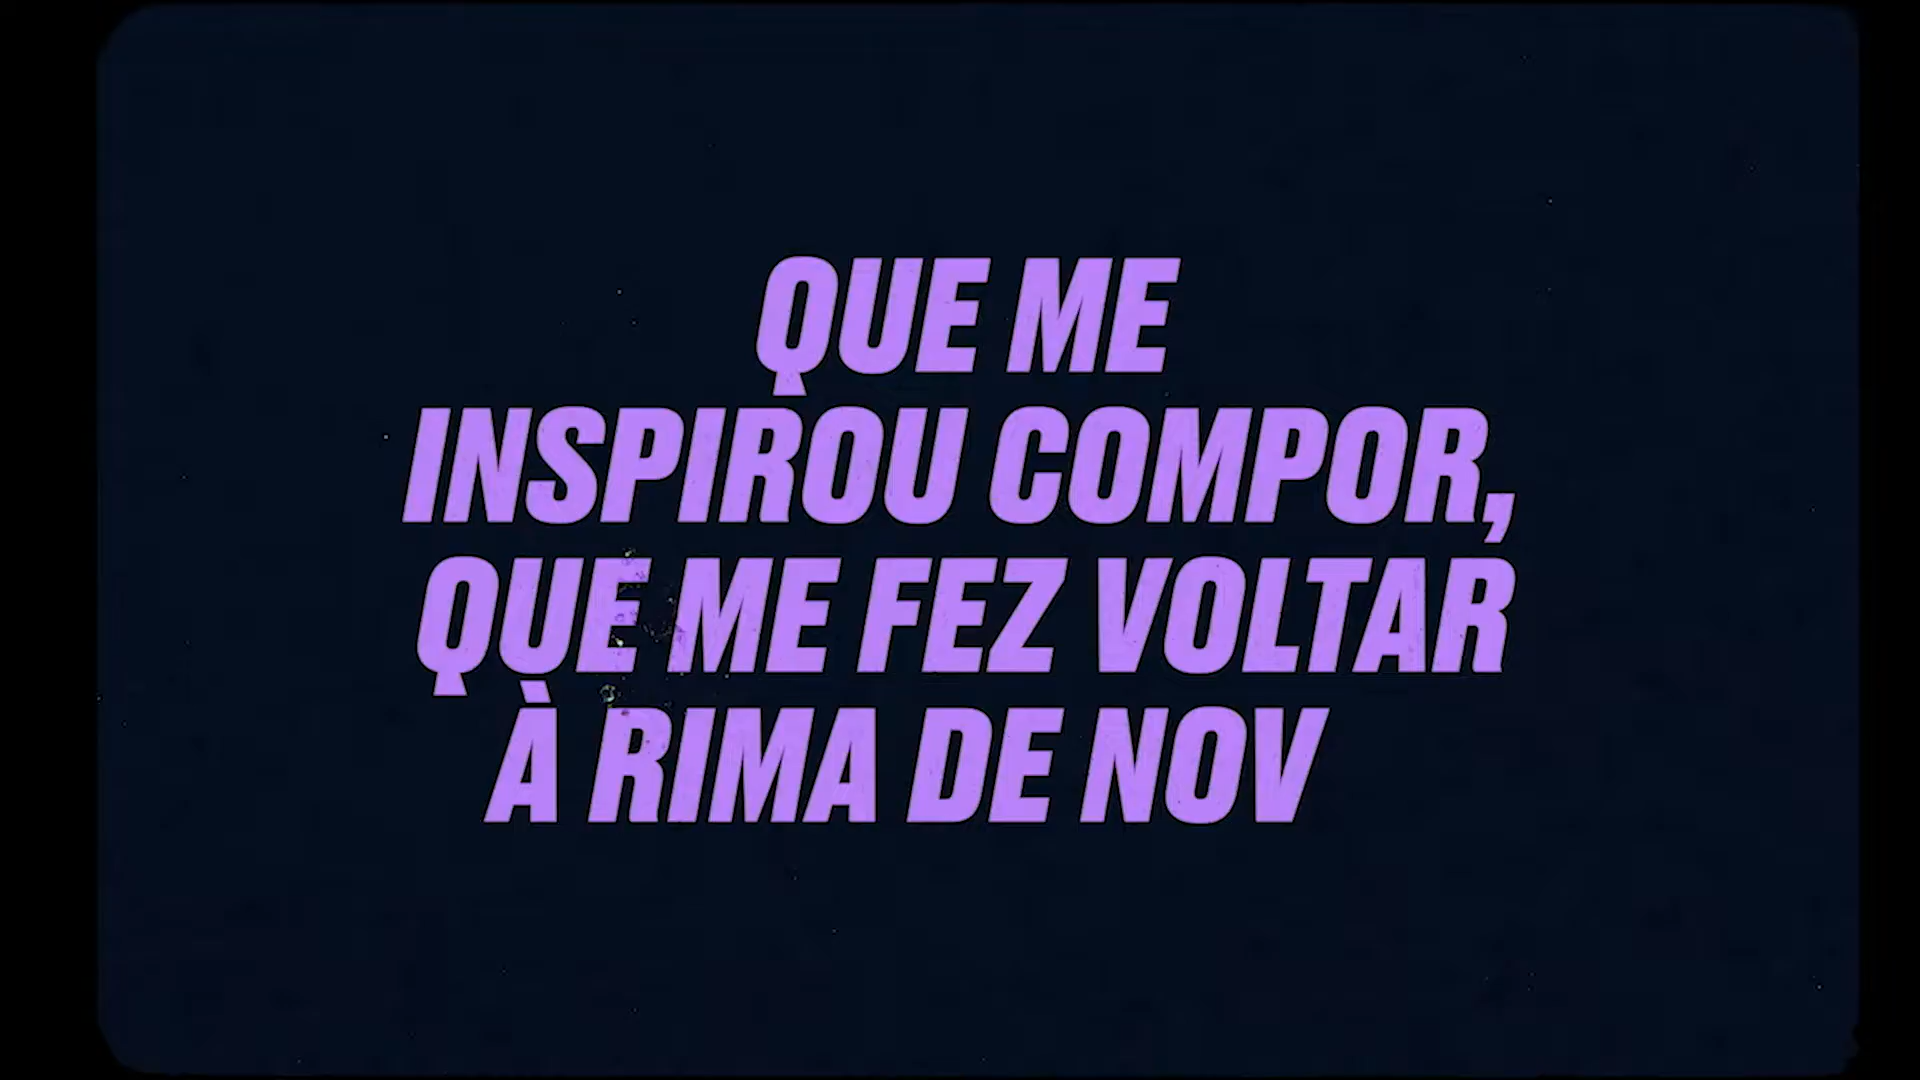 QUE ME
INSPIROU COMPOR,
QUE ME FEZ VOLTAR
À RIMA DE NOV